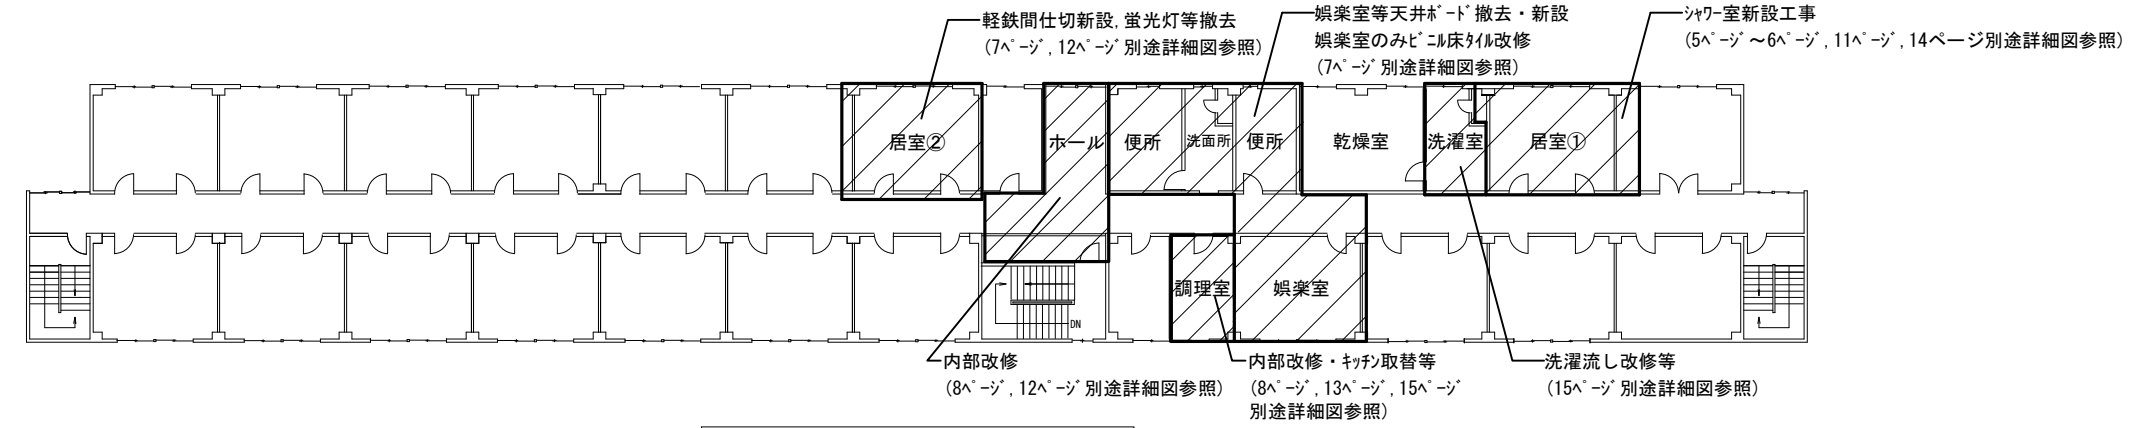 軽鉄間仕切新設,蛍光灯等撤去
(7ﾍﾟｰｼﾞ,12ﾍﾟｰｼﾞ別途詳細図参照)
娯楽室等天井ﾎﾞｰﾄﾞ撤去・新設
娯楽室のみﾋﾞﾆﾙ床ﾀｲﾙ改修
(7ﾍﾟｰｼﾞ別途詳細図参照)
ｼｬﾜｰ室新設工事
(5ﾍﾟｰｼﾞ～6ﾍﾟｰｼﾞ,11ﾍﾟｰｼﾞ,14ページ別途詳細図参照)
居室②
ホール
便所
洗面所
便所
乾燥室
洗濯室
居室①
調理室
娯楽室
DN
内部改修
(8ﾍﾟｰｼﾞ,12ﾍﾟｰｼﾞ別途詳細図参照)
内部改修・ｷｯﾁﾝ取替等
(8ﾍﾟｰｼﾞ,13ﾍﾟｰｼﾞ,15ﾍﾟｰｼﾞ
別途詳細図参照)
洗濯流し改修等
(15ﾍﾟｰｼﾞ別途詳細図参照)